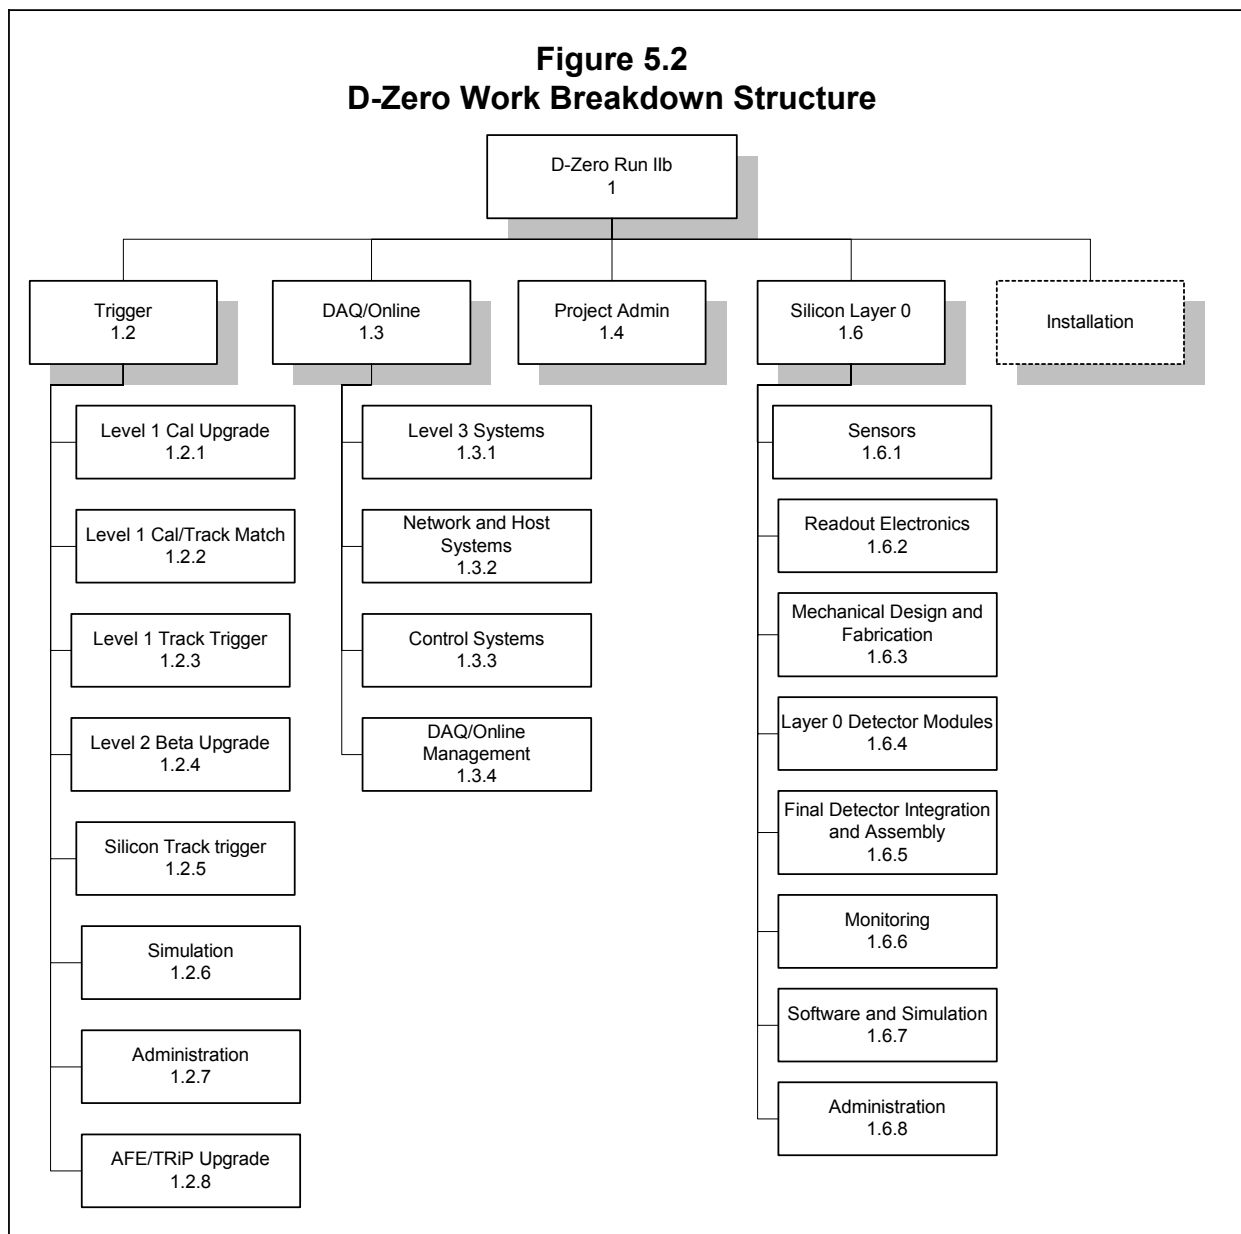 Figure 5.2
D-Zero Work Breakdown Structure
D-Zero Run IIb
1
Trigger
1.2
DAQ/Online
1.3
Project Admin
1.4
Silicon Layer 0
1.6
Installation
Level 1 Cal Upgrade
1.2.1
Level 1 Cal/Track Match
1.2.2
Level 1 Track Trigger
1.2.3
Level 2 Beta Upgrade
1.2.4
Silicon Track trigger
1.2.5
Simulation
1.2.6
Administration
1.2.7
AFE/TRiP Upgrade
1.2.8
Level 3 Systems
1.3.1
Network and Host
Systems
1.3.2
Control Systems
1.3.3
DAQ/Online
Management
1.3.4
Sensors
1.6.1
Readout Electronics
1.6.2
Mechanical Design and
Fabrication
1.6.3
Layer 0 Detector Modules
1.6.4
Final Detector Integration
and Assembly
1.6.5
Monitoring
1.6.6
Software and Simulation
1.6.7
Administration
1.6.8